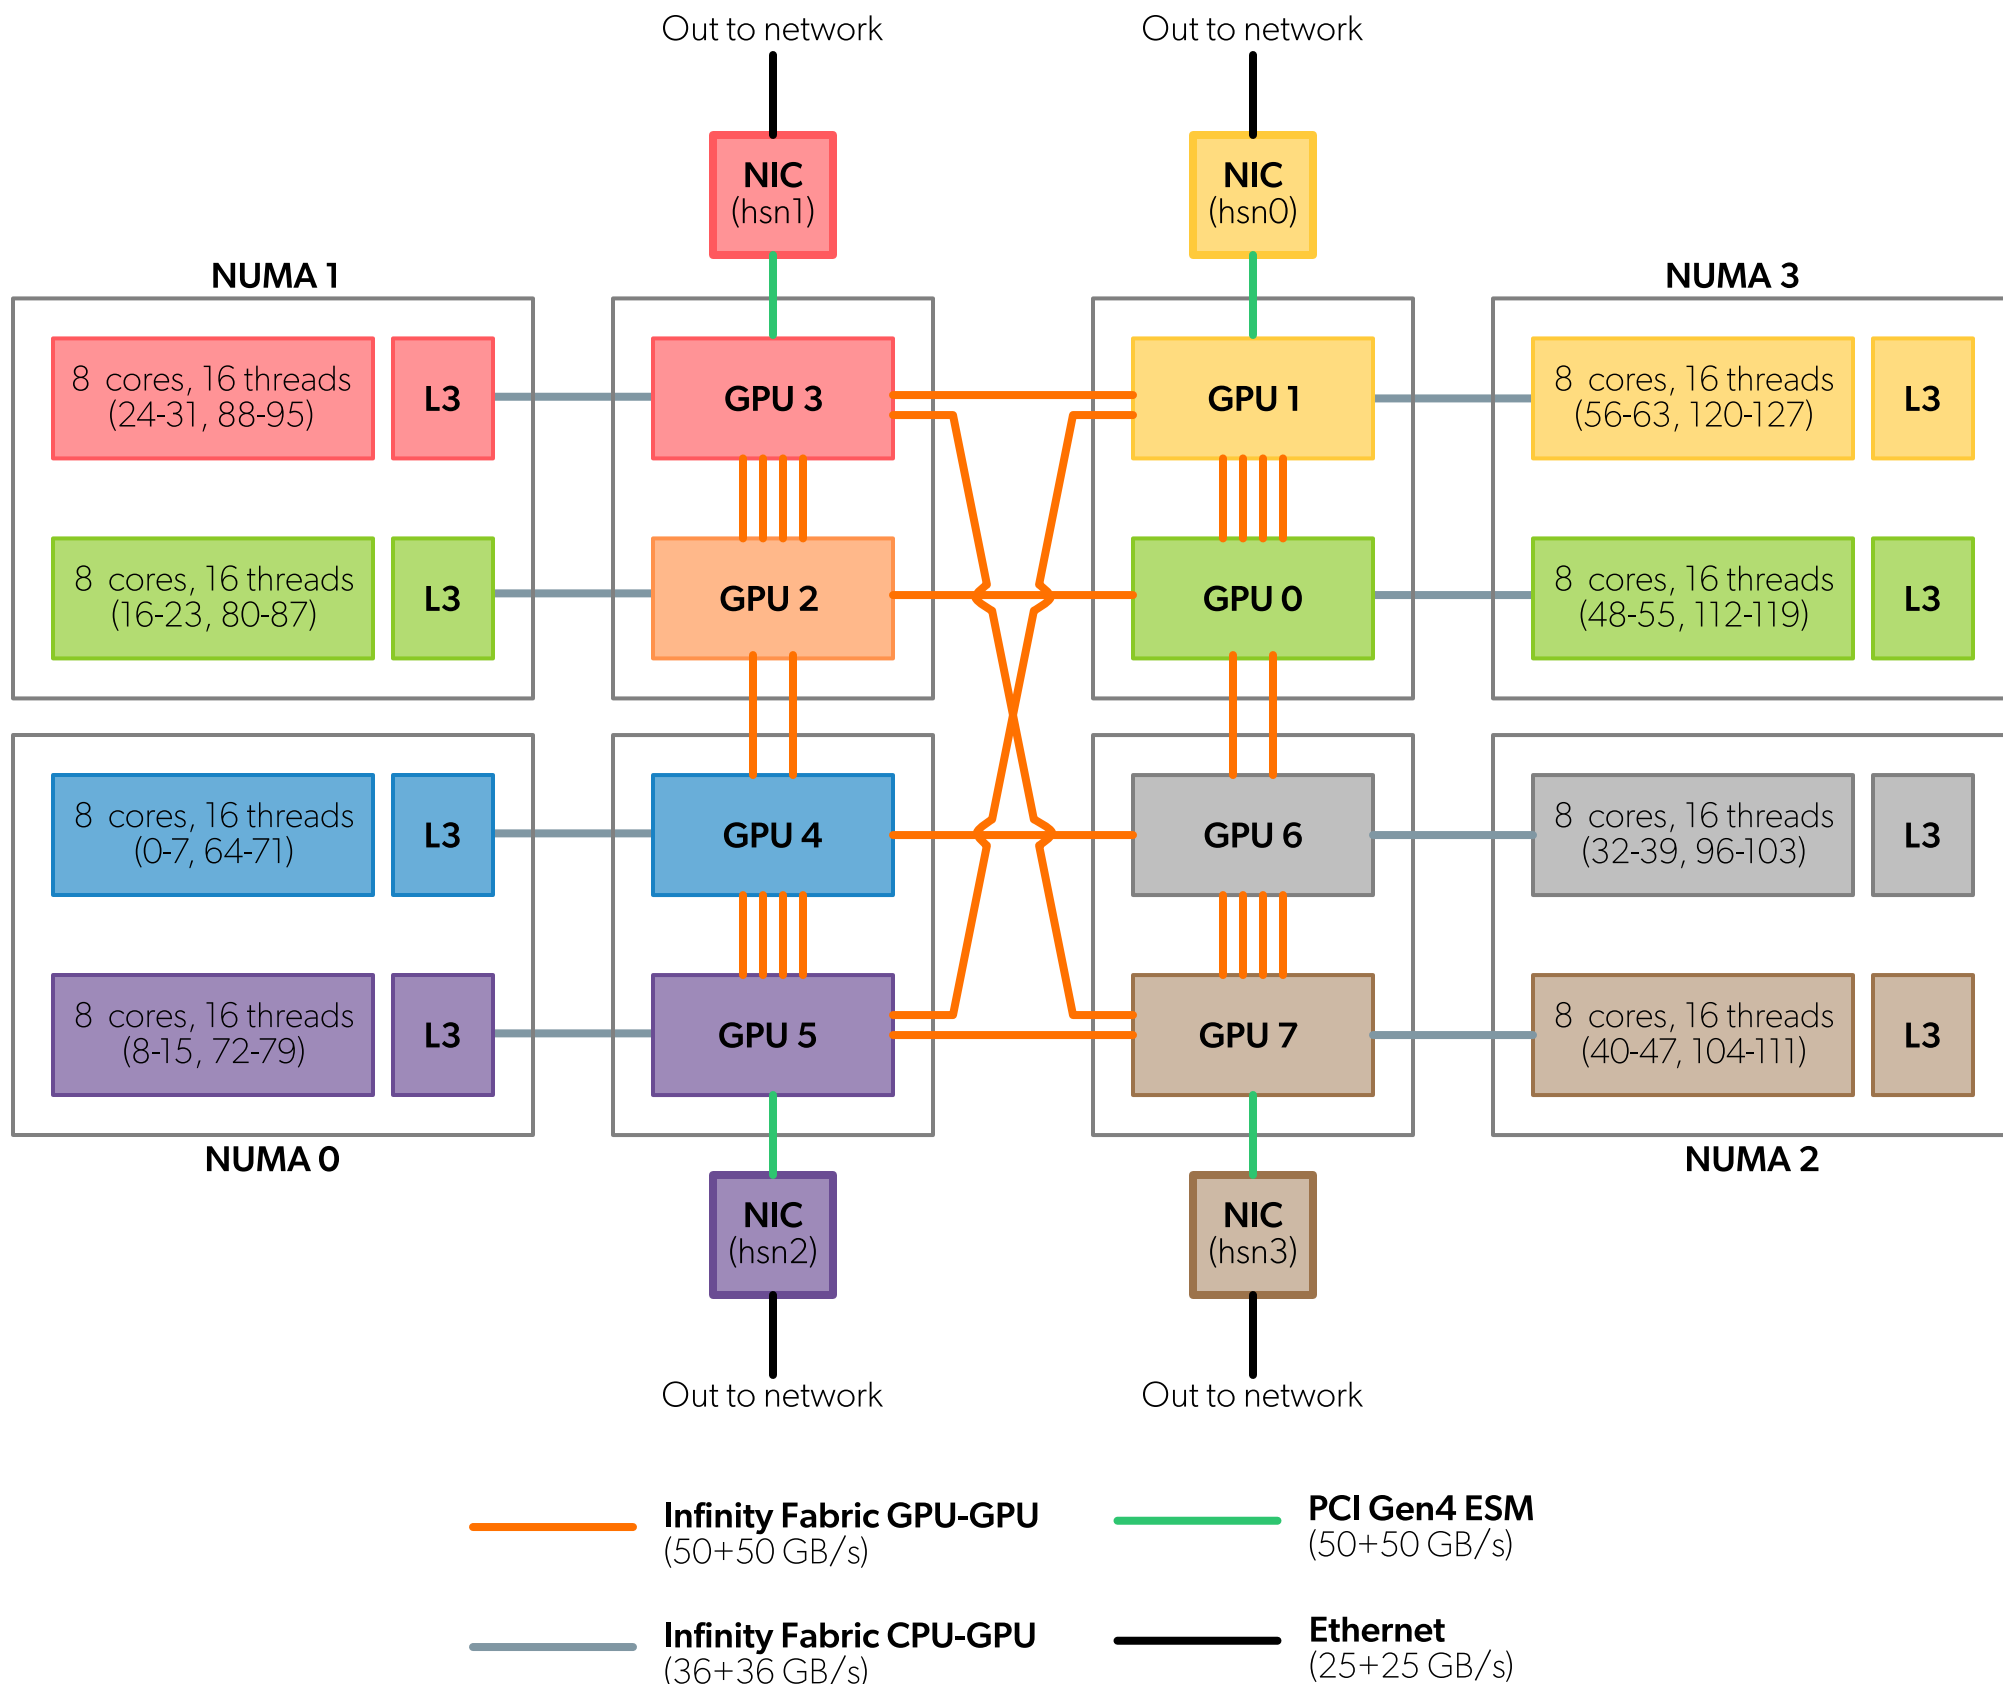 Out to network
Out to network
NIC
(hsn1)
NIC
(hsn0)
NUMA 1
NUMA 3
8 cores, 16 threads
(24-31, 88-95)
L3
GPU 3
GPU 1
8 cores, 16 threads
(56-63, 120-127)
L3
8 cores, 16 threads
(16-23, 80-87)
L3
GPU 2
GPU 0
8 cores, 16 threads
(48-55, 112-119)
L3
8 cores, 16 threads
(0-7, 64-71)
L3
GPU 4
GPU 6
8 cores, 16 threads
(32-39, 96-103)
L3
8 cores, 16 threads
(8-15, 72-79)
L3
GPU 5
GPU 7
8 cores, 16 threads
(40-47, 104-111)
L3
NUMA 0
NUMA 2
NIC
(hsn2)
NIC
(hsn3)
Out to network
Out to network
Infinity Fabric GPU-GPU
(50+50 GB/s)
PCI Gen4 ESM
(50+50 GB/s)
Infinity Fabric CPU-GPU
(36+36 GB/s)
Ethernet
(25+25 GB/s)